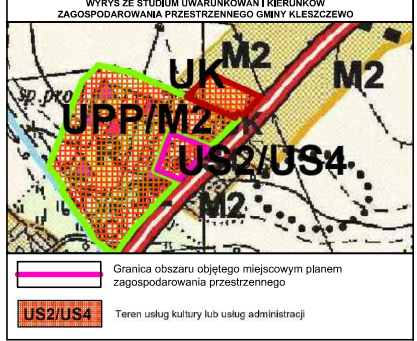 WYRYS ZE STUDIUM UWARUNKOWAŃ I KIERUNKÓW
ZAGOSPODAROWANIA PRZESTRZENNEGO GMINY KLESZCZEWO
M2
UK
M2
sp.
UPP/M2
K
US2/US4
M2
Granica obszaru objętego miejscowym planem
zagospodarowania przestrzennego
US2/US4
Teren usług kultury lub usług administracji